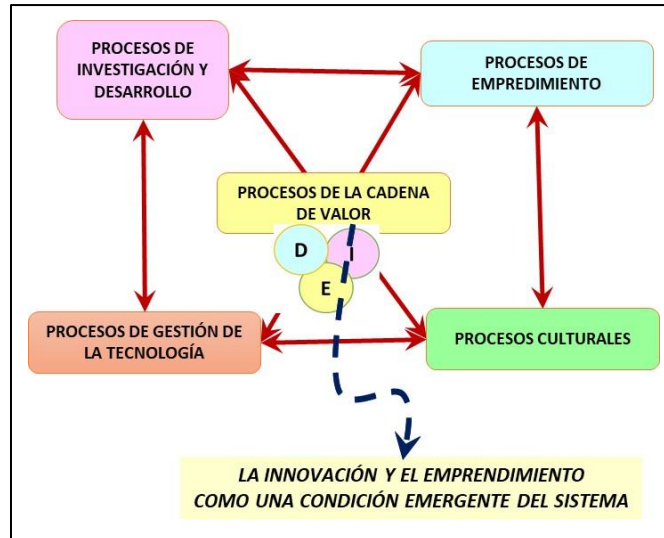 PROCESOS DE
INVESTIGACIÓN Y
DESARROLLO
PROCESOS DE
EMPREDIMIENTO
PROCESOS DE LA CADENA
DE VALOR
D
I
E
PROCESOS DE GESTIÓN DE
LA TECNOLOGÍA
PROCESOS CULTURALES
LA INNOVACIÓN Y EL EMPRENDIMIENTO
COMO UNA CONDICIÓN EMERGENTE DEL SISTEMA